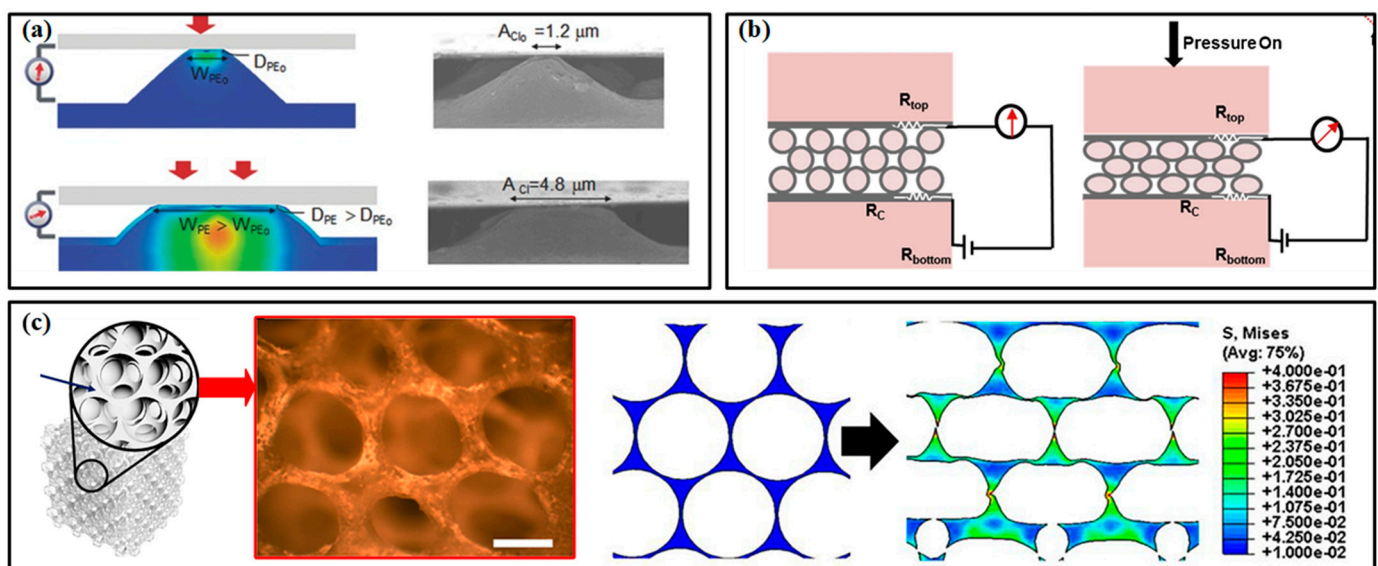 (a)
A_Clo =1.2 μm
D_PEo
W_PEo
A_Cl=4.8 μm
D_PE > D_PEo
W_PE > W_PEo
(b)
Pressure On
R_top
R_C
R_bottom
R_top
R_C
R_bottom
(c)
S, Mises
(Avg: 75%)
+4.000e-01
+3.675e-01
+3.350e-01
+3.025e-01
+2.700e-01
+2.375e-01
+2.050e-01
+1.725e-01
+1.400e-01
+1.075e-01
+7.500e-02
+4.250e-02
+1.000e-02